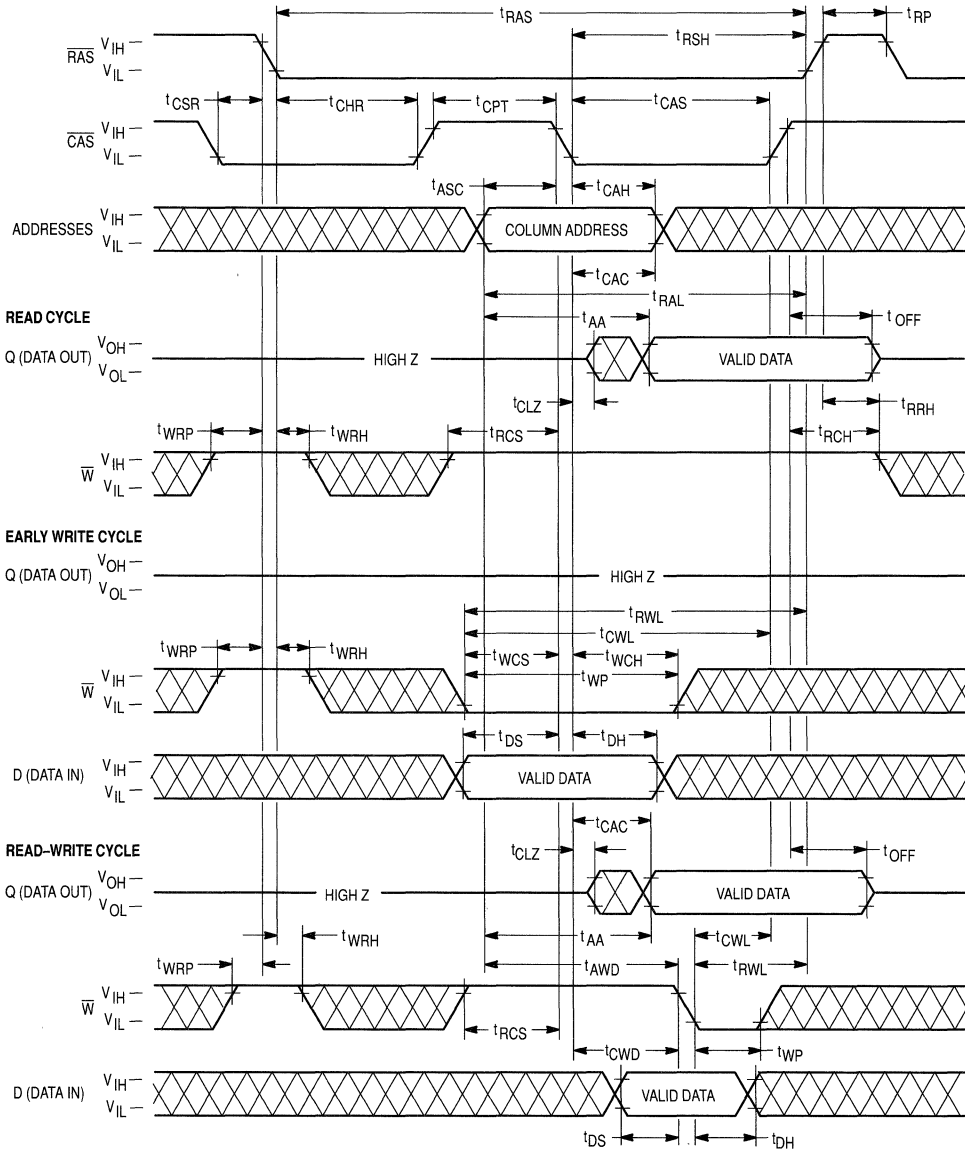 tRAS
tRP
tRSH
RAS VIH
VIL
tCSR
tCHR
tCPT
tCAS
CAS VIH
VIL
tASC
tCAH
ADDRESSES VIH
VIL
COLUMN ADDRESS
tCAC
tRAL
READ CYCLE
tAA
tOFF
Q (DATA OUT) VOH
VOL
HIGH Z
VALID DATA
tCLZ
tRRH
tWRP
tWRH
tRCS
tRCH
W VIH
VIL
EARLY WRITE CYCLE
Q (DATA OUT) VOH
VOL
HIGH Z
tRWL
tCWL
tWRP
tWRH
tWCS
tWCH
tWP
W VIH
VIL
tDS
tDH
D (DATA IN) VIH
VIL
VALID DATA
tCAC
READ–WRITE CYCLE
tCLZ
tOFF
Q (DATA OUT) VOH
VOL
HIGH Z
VALID DATA
tWRH
tAA
tCWL
tWRP
tAWD
tRWL
W VIH
VIL
tRCS
tCWD
tWP
D (DATA IN) VIH
VIL
VALID DATA
tDS
tDH